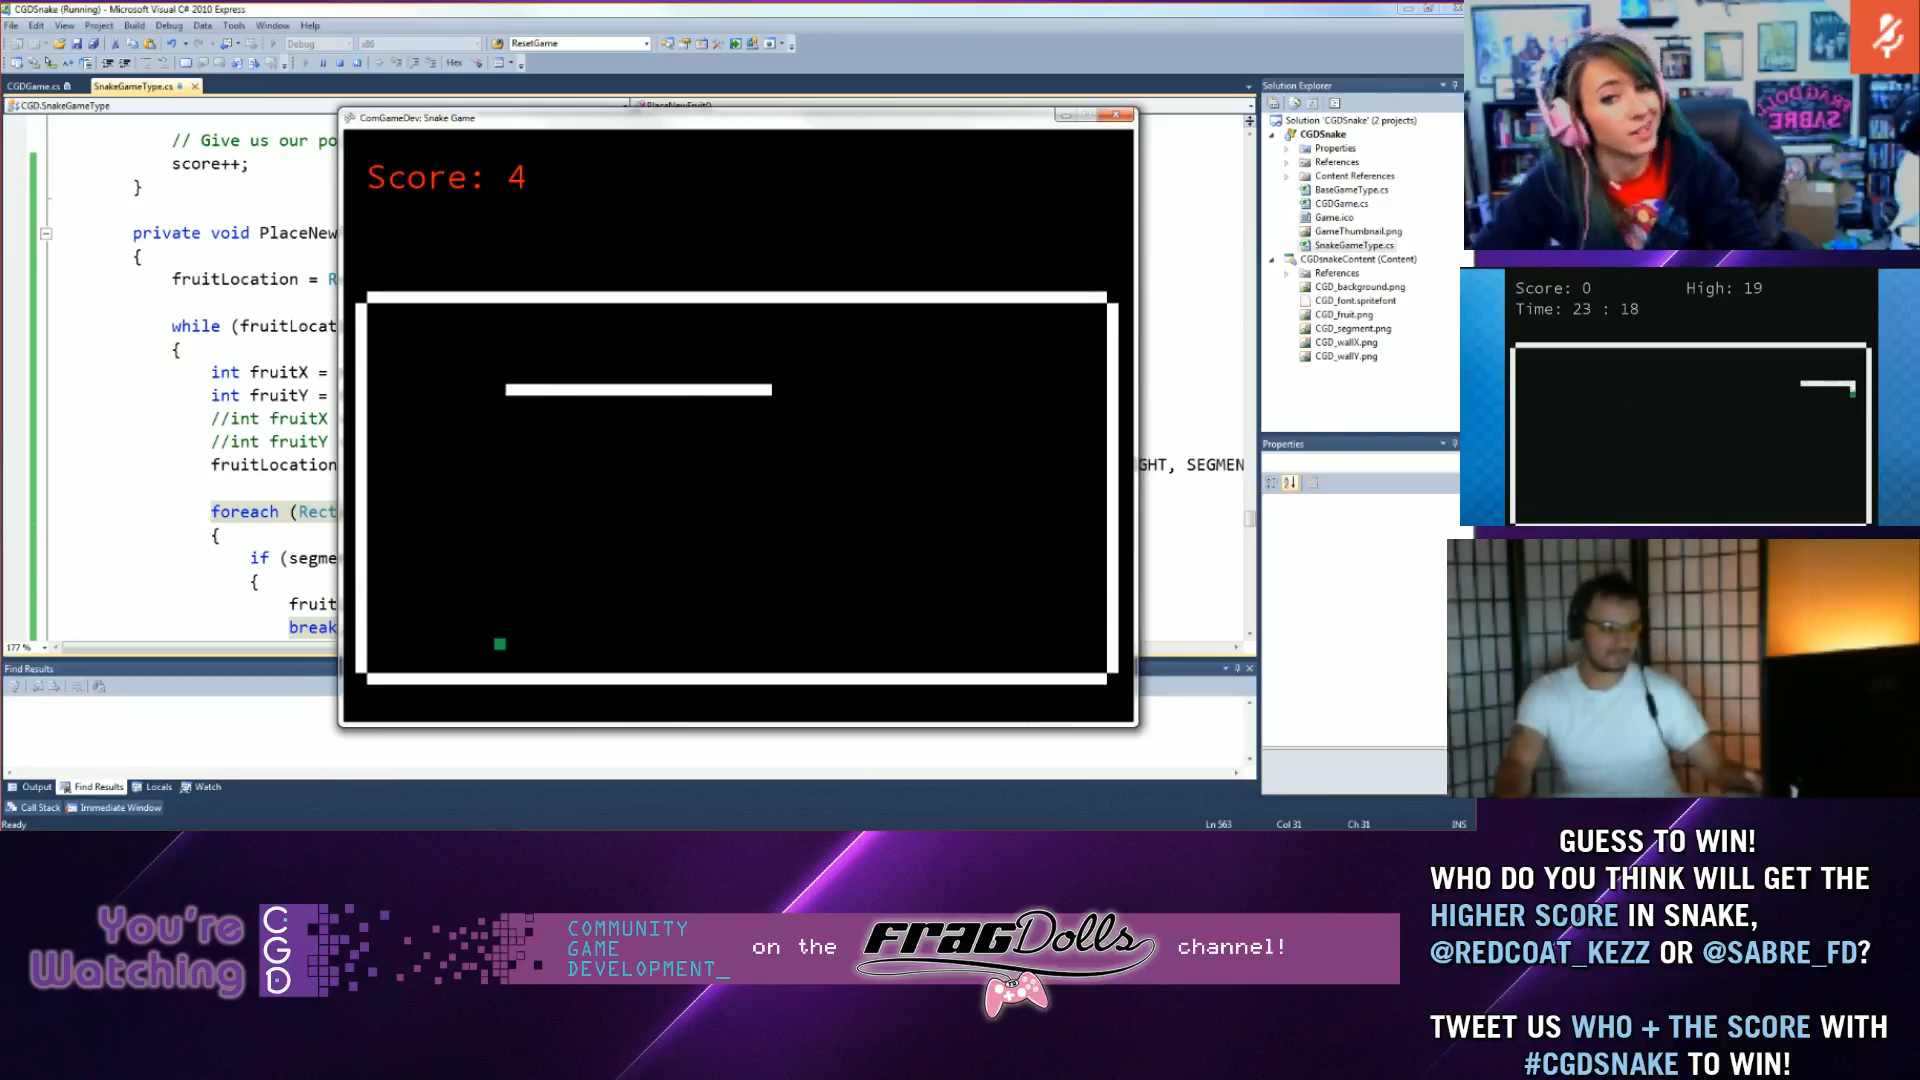 CGDSnake (Running) - Microsoft Visual C# 2010 Express
File Edit View Project Build Debug Data Tools Window Help
Debug x86 ResetGame
Hex
CGDGame.cs SnakeGameType.cs
CGD.SnakeGameType PlaceNewFruit()
// Give us our po
score++;
}
private void PlaceNew
{
fruitLocation = R
while (fruitLocat
{
int fruitX =
int fruitY =
//int fruitX
//int fruitY
fruitLocation
GHT, SEGMEN
foreach (Rect
{
if (segme
{
fruit
break
177 %
Find Results
Output Find Results Locals Watch
Call Stack Immediate Window
Ready Ln 563 Col 31 Ch 31 INS
ComGameDev: Snake Game
Score: 4
Solution Explorer
Solution 'CGDSnake' (2 projects)
CGDSnake
Properties
References
Content References
BaseGameType.cs
CGDGame.cs
Game.ico
GameThumbnail.png
SnakeGameType.cs
CGDsnakeContent (Content)
References
CGD_background.png
CGD_font.spritefont
CGD_fruit.png
CGD_segment.png
CGD_wallX.png
CGD_wallY.png
Properties
FRAG DOLL
SABRE
Score: 0 High: 19
Time: 23 : 18
You're
Watching
CGD
COMMUNITY
GAME
DEVELOPMENT_
on the
FRAGDolls
channel!
GUESS TO WIN!
WHO DO YOU THINK WILL GET THE
HIGHER SCORE IN SNAKE,
@REDCOAT_KEZZ OR @SABRE_FD?
TWEET US WHO + THE SCORE WITH
#CGDSNAKE TO WIN!